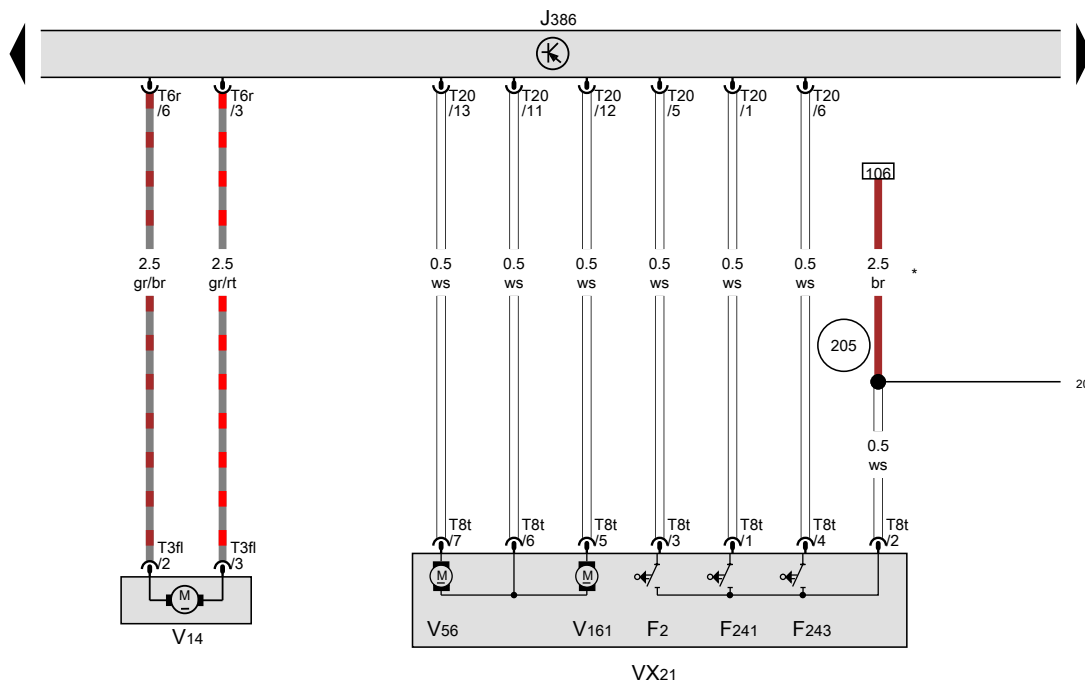 J386
T6r
/6
T6r
/3
T20
/13
T20
/11
T20
/12
T20
/5
T20
/1
T20
/6
106
2.5
gr/br
2.5
gr/rt
0.5
ws
0.5
ws
0.5
ws
0.5
ws
0.5
ws
0.5
ws
2.5
br
*
205
20
0.5
ws
T3fl
/2
T3fl
/3
T8t
/7
T8t
/6
T8t
/5
T8t
/3
T8t
/1
T8t
/4
T8t
/2
M
M
M
V14
V56
V161
F2
F241
F243
VX21